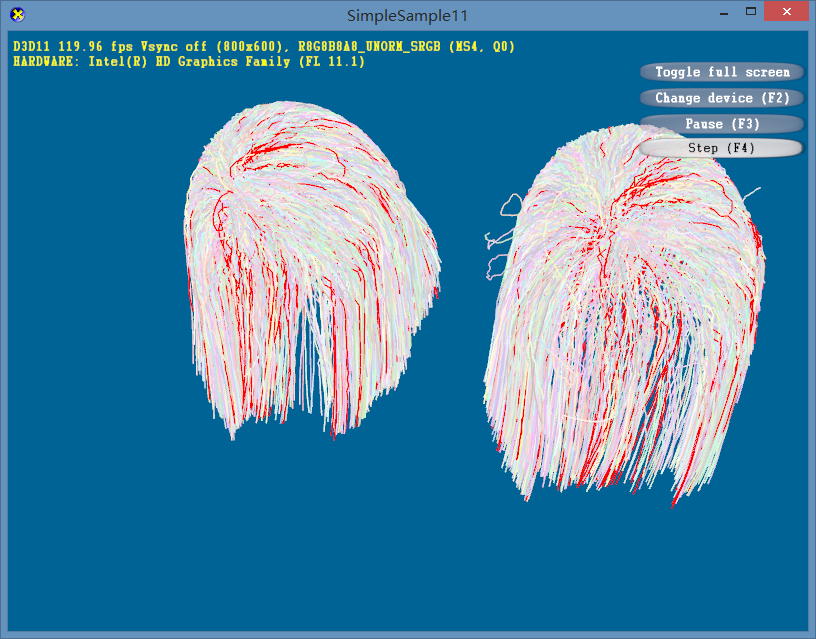 SimpleSample11
D3D11 119.96 fps Vsync off (800x600), R8G8B8A8_UNORM_SRGB (MS4, Q0)
HARDWARE: Intel(R) HD Graphics Family (FL 11.1)
Toggle full screen
Change device (F2)
Pause (F3)
Step (F4)